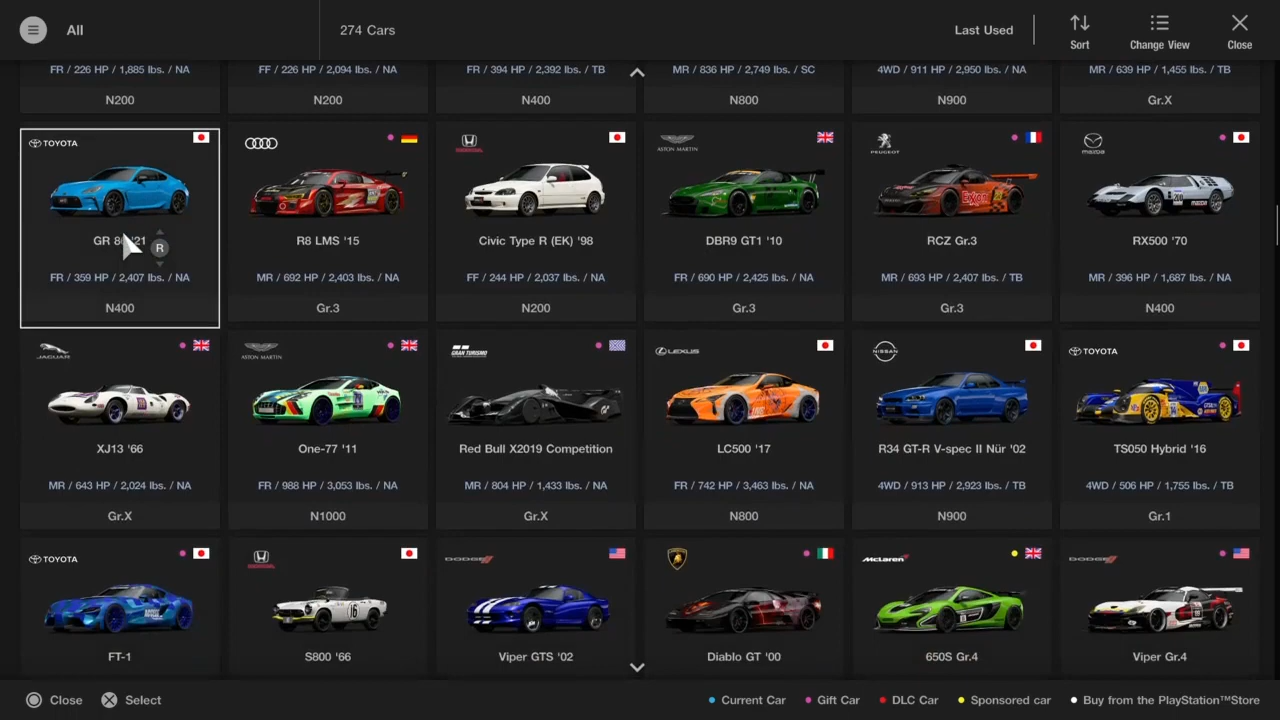 All
274 Cars
Last Used
Sort
Change View
Close
FR / 226 HP / 1,885 lbs. / NA
FF / 226 HP / 2,094 lbs. / NA
FR / 394 HP / 2,392 lbs. / TB
MR / 836 HP / 2,749 lbs. / SC
4WD / 911 HP / 2,950 lbs. / NA
MR / 639 HP / 1,455 lbs. / TB
N200
N200
N400
N800
N900
Gr.X
TOYOTA
HONDA
ASTON MARTIN
PEUGEOT
mazda
GR 8 '21
R
R8 LMS '15
Civic Type R (EK) '98
DBR9 GT1 '10
RCZ Gr.3
RX500 '70
FR / 359 HP / 2,407 lbs. / NA
MR / 692 HP / 2,403 lbs. / NA
FF / 244 HP / 2,037 lbs. / NA
FR / 690 HP / 2,425 lbs. / NA
MR / 693 HP / 2,407 lbs. / TB
MR / 396 HP / 1,687 lbs. / NA
N400
Gr.3
N200
Gr.3
Gr.3
N400
JAGUAR
ASTON MARTIN
GRAN TURISMO
LEXUS
NISSAN
TOYOTA
XJ13 '66
One-77 '11
Red Bull X2019 Competition
LC500 '17
R34 GT-R V-spec II Nür '02
TS050 Hybrid '16
MR / 643 HP / 2,024 lbs. / NA
FR / 988 HP / 3,053 lbs. / NA
MR / 804 HP / 1,433 lbs. / NA
FR / 742 HP / 3,463 lbs. / NA
4WD / 913 HP / 2,923 lbs. / TB
4WD / 506 HP / 1,755 lbs. / TB
Gr.X
N1000
Gr.X
N800
N900
Gr.1
TOYOTA
HONDA
DODGE
McLaren
DODGE
16
FT-1
S800 '66
Viper GTS '02
Diablo GT '00
650S Gr.4
Viper Gr.4
Close
Select
Current Car
Gift Car
DLC Car
Sponsored car
Buy from the PlayStation™Store